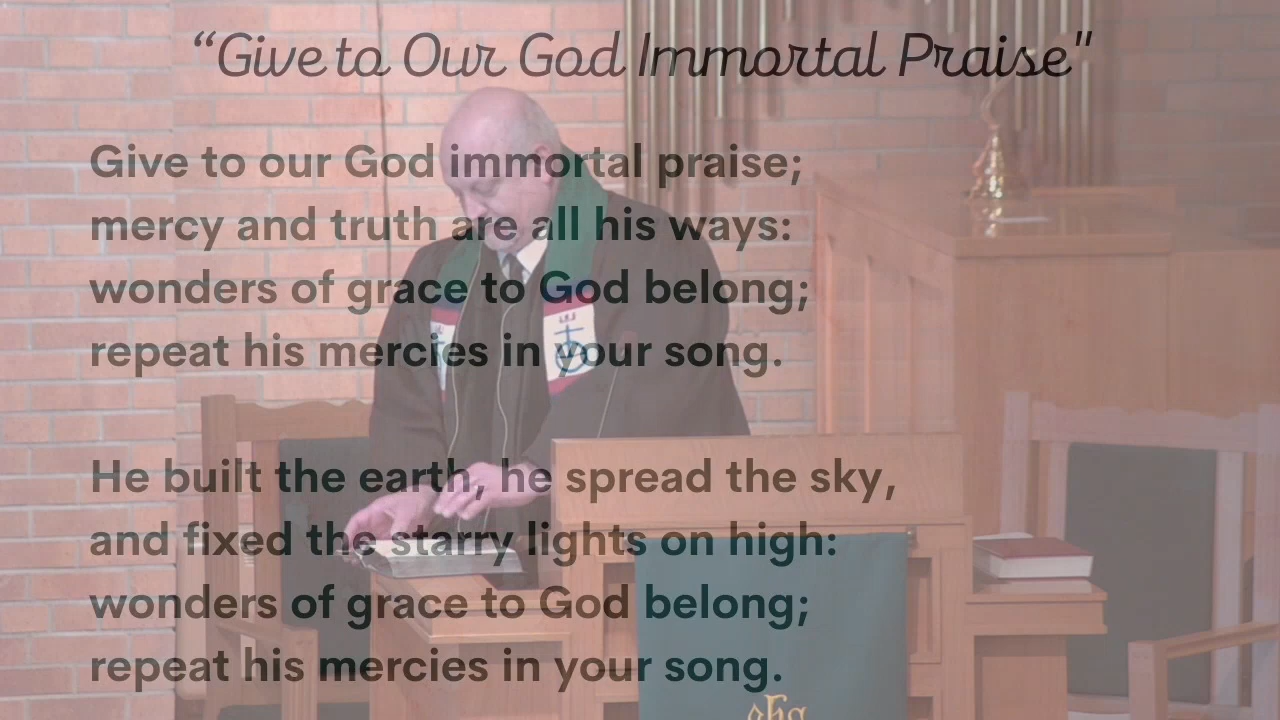 “Give to Our God Immortal Praise"
Give to our God immortal praise;
mercy and truth are all his ways:
wonders of grace to God belong;
repeat his mercies in your song.
He built the earth, he spread the sky,
and fixed the starry lights on high:
wonders of grace to God belong;
repeat his mercies in your song.